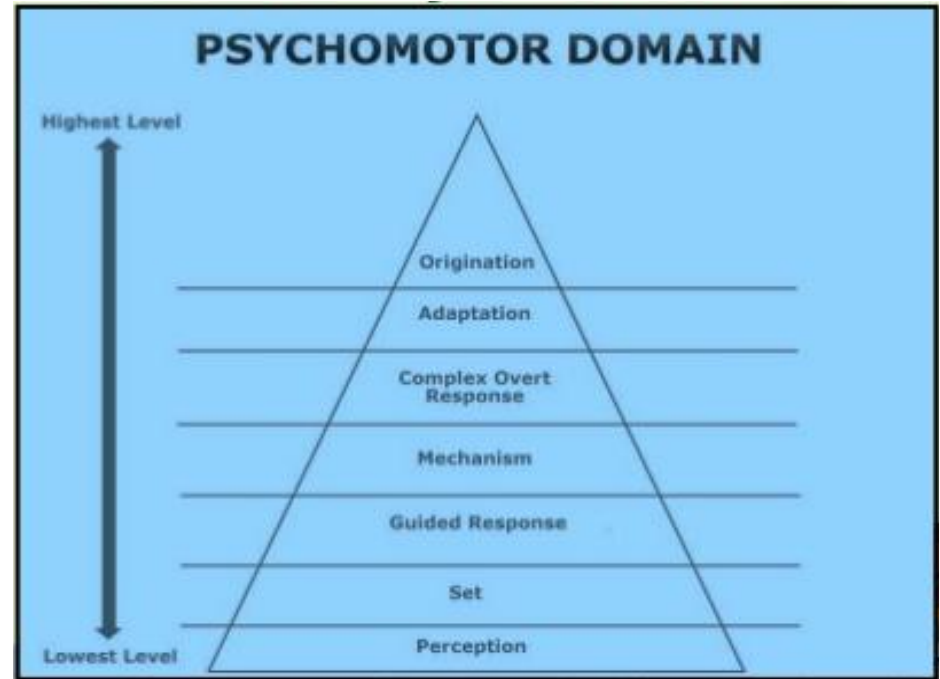 PSYCHOMOTOR DOMAIN
Highest Level
Origination
Adaptation
Complex Overt
Response
Mechanism
Guided Response
Set
Perception
Lowest Level